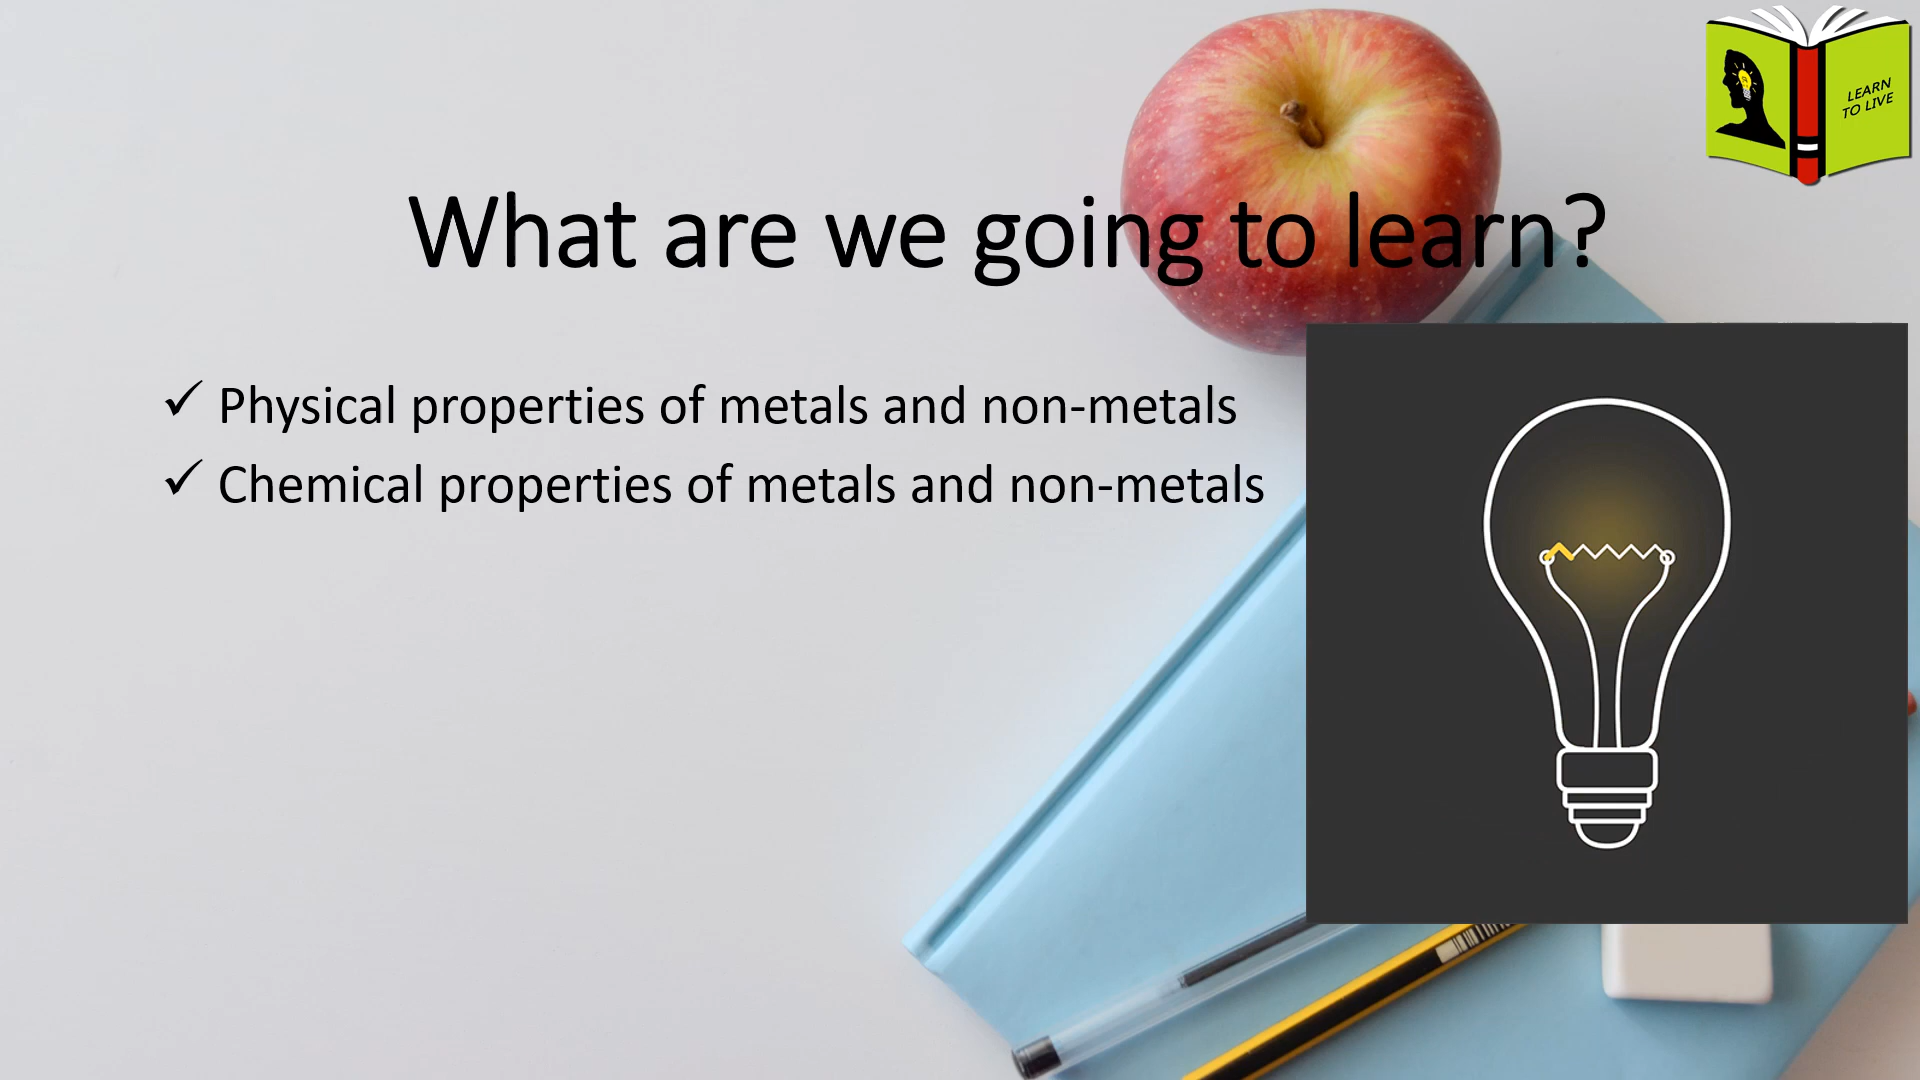 LEARN
TO LIVE
What are we going to learn?
✓ Physical properties of metals and non-metals
✓ Chemical properties of metals and non-metals